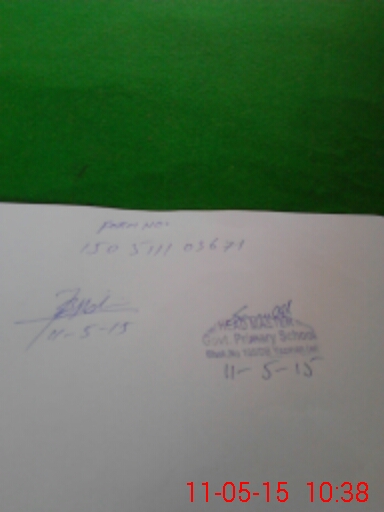 FORM NO.
150 5111 03671
11-5-15
HEAD MASTER
Govt. Primary School
11-5-15
11-05-15 10:38